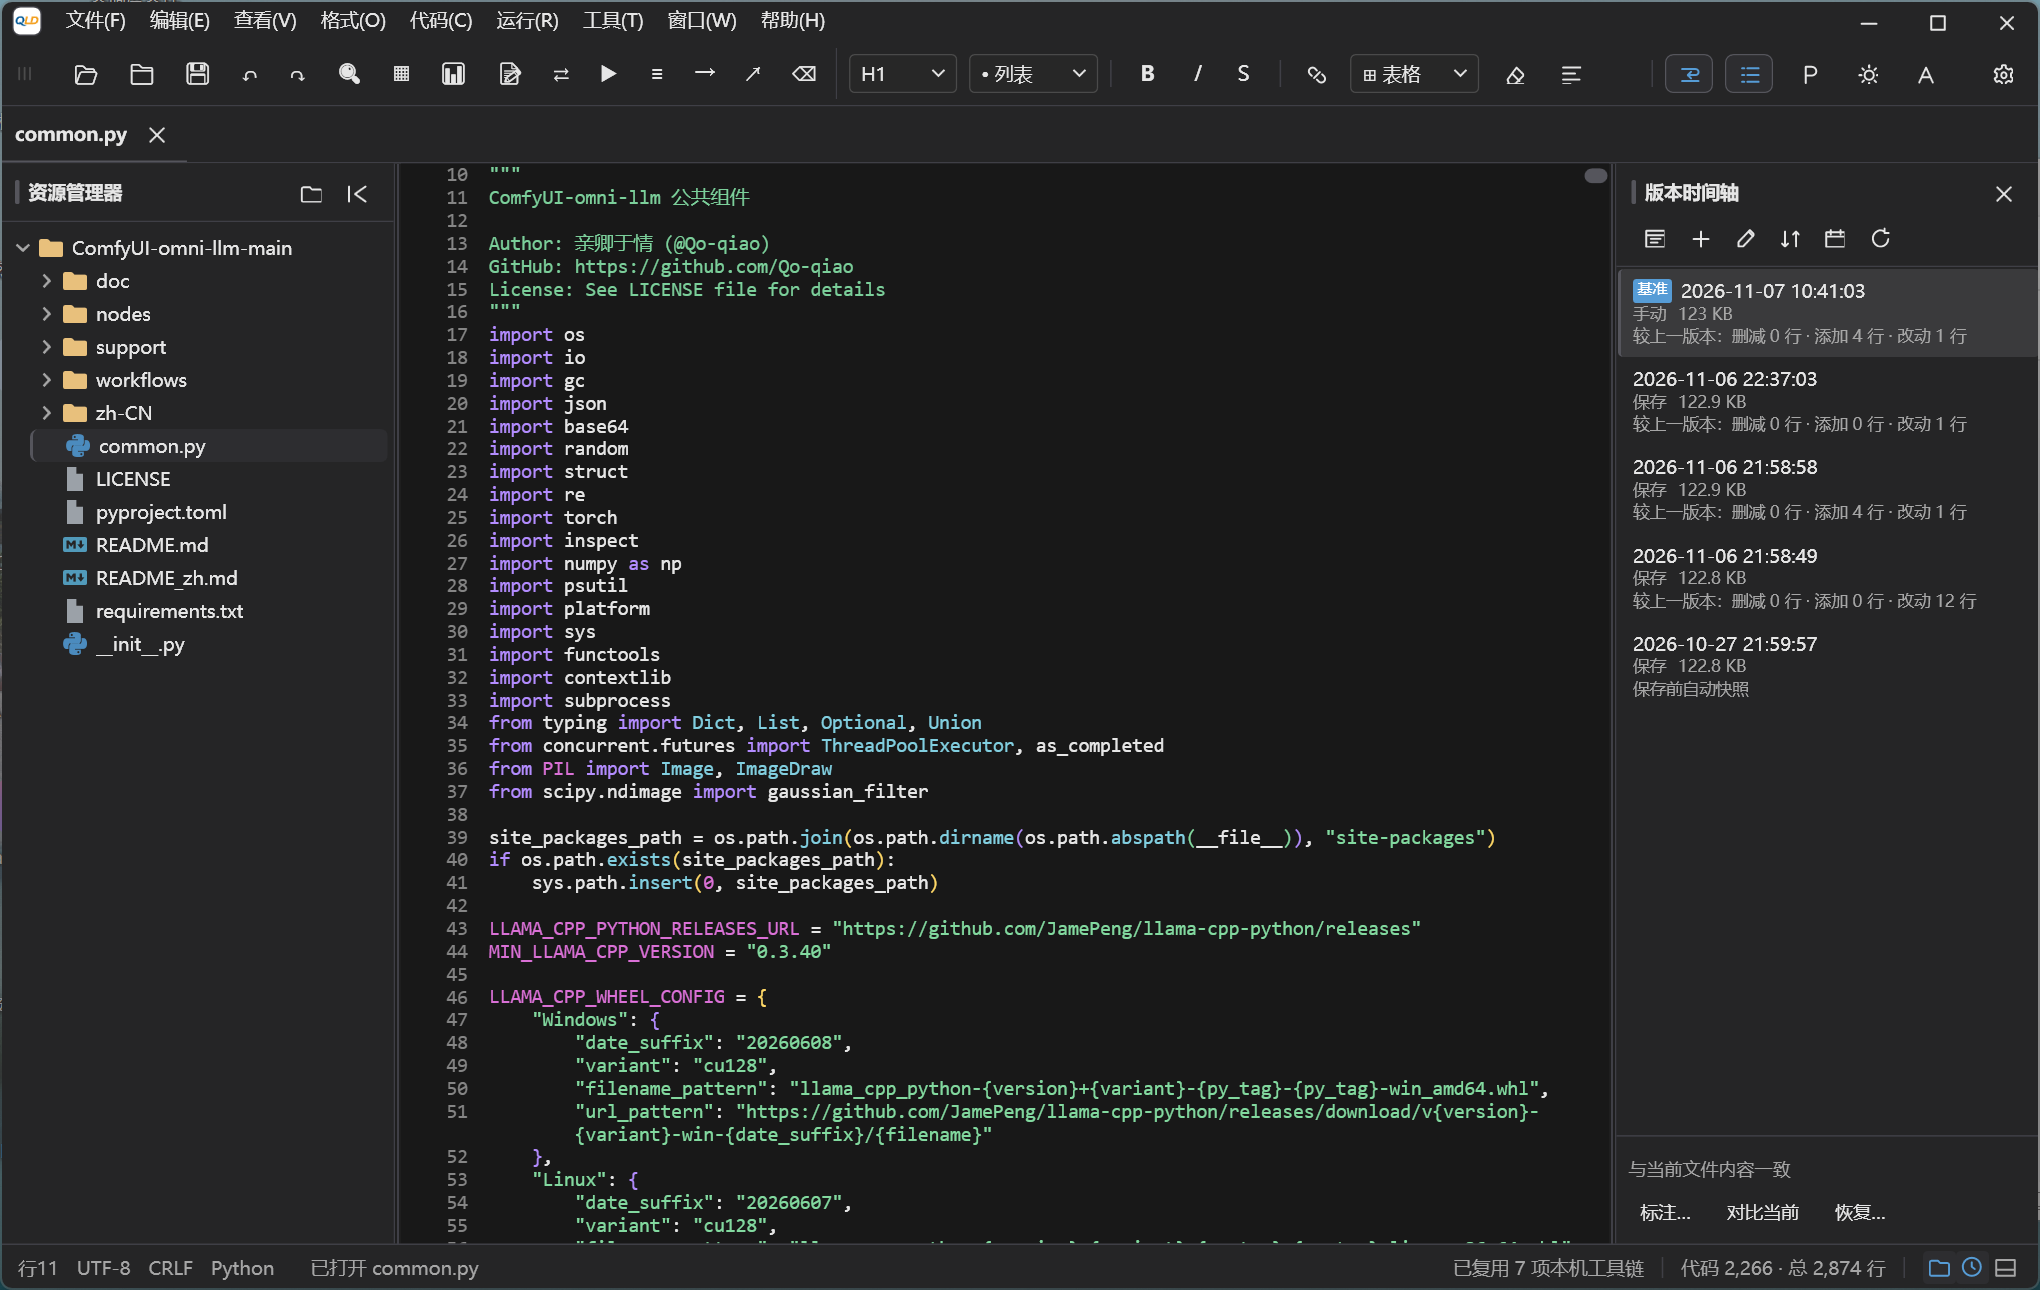 QLD
文件(F) 编辑(E) 查看(V) 格式(O) 代码(C) 运行(R) 工具(T) 窗口(W) 帮助(H)
H1 • 列表 B I S 表格 P A
common.py
资源管理器
ComfyUI-omni-llm-main
doc
nodes
support
workflows
zh-CN
common.py
LICENSE
pyproject.toml
README.md
README_zh.md
requirements.txt
__init__.py
10 """
11 ComfyUI-omni-llm 公共组件
12
13 Author: 亲卿于情 (@Qo-qiao)
14 GitHub: https://github.com/Qo-qiao
15 License: See LICENSE file for details
16 """
17 import os
18 import io
19 import gc
20 import json
21 import base64
22 import random
23 import struct
24 import re
25 import torch
26 import inspect
27 import numpy as np
28 import psutil
29 import platform
30 import sys
31 import functools
32 import contextlib
33 import subprocess
34 from typing import Dict, List, Optional, Union
35 from concurrent.futures import ThreadPoolExecutor, as_completed
36 from PIL import Image, ImageDraw
37 from scipy.ndimage import gaussian_filter
38
39 site_packages_path = os.path.join(os.path.dirname(os.path.abspath(__file__)), "site-packages")
40 if os.path.exists(site_packages_path):
41     sys.path.insert(0, site_packages_path)
42
43 LLAMA_CPP_PYTHON_RELEASES_URL = "https://github.com/JamePeng/llama-cpp-python/releases"
44 MIN_LLAMA_CPP_VERSION = "0.3.40"
45
46 LLAMA_CPP_WHEEL_CONFIG = {
47     "Windows": {
48         "date_suffix": "20260608",
49         "variant": "cu128",
50         "filename_pattern": "llama_cpp_python-{version}+{variant}-{py_tag}-{py_tag}-win_amd64.whl",
51         "url_pattern": "https://github.com/JamePeng/llama-cpp-python/releases/download/v{version}-
{variant}-win-{date_suffix}/{filename}"
52     },
53     "Linux": {
54         "date_suffix": "20260607",
55         "variant": "cu128",
版本时间轴
基准 2026-11-07 10:41:03
手动 123 KB
较上一版本：删减 0 行 · 添加 4 行 · 改动 1 行
2026-11-06 22:37:03
保存 122.9 KB
较上一版本：删减 0 行 · 添加 0 行 · 改动 1 行
2026-11-06 21:58:58
保存 122.9 KB
较上一版本：删减 0 行 · 添加 4 行 · 改动 1 行
2026-11-06 21:58:49
保存 122.8 KB
较上一版本：删减 0 行 · 添加 0 行 · 改动 12 行
2026-10-27 21:59:57
保存 122.8 KB
保存前自动快照
与当前文件内容一致
标注... 对比当前 恢复...
行11 UTF-8 CRLF Python 已打开 common.py
已复用 7 项本机工具链 代码 2,266 · 总 2,874 行